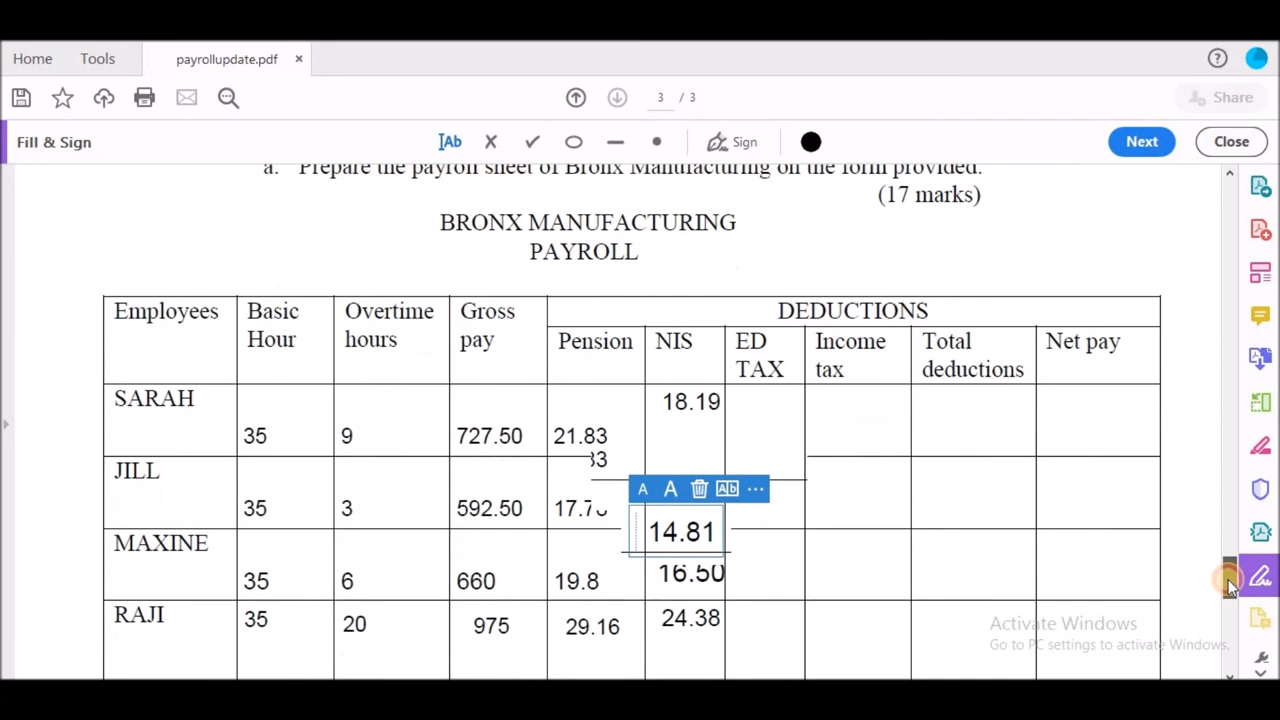 Home Tools payrollupdate.pdf ×
3 / 3
Share
Fill & Sign Ab Sign Next Close
a. Prepare the payroll sheet of Bronx Manufacturing on the form provided.
(17 marks)
BRONX MANUFACTURING
PAYROLL
Employees Basic Hour Overtime hours Gross pay DEDUCTIONS
Pension NIS ED TAX Income tax Total deductions Net pay
SARAH 35 9 727.50 21.83 18.19
JILL 35 3 592.50 14.81
MAXINE 35 6 660 19.8 16.50
RAJI 35 20 975 29.16 24.38
A A Ab ...
Activate Windows
Go to PC settings to activate Windows.